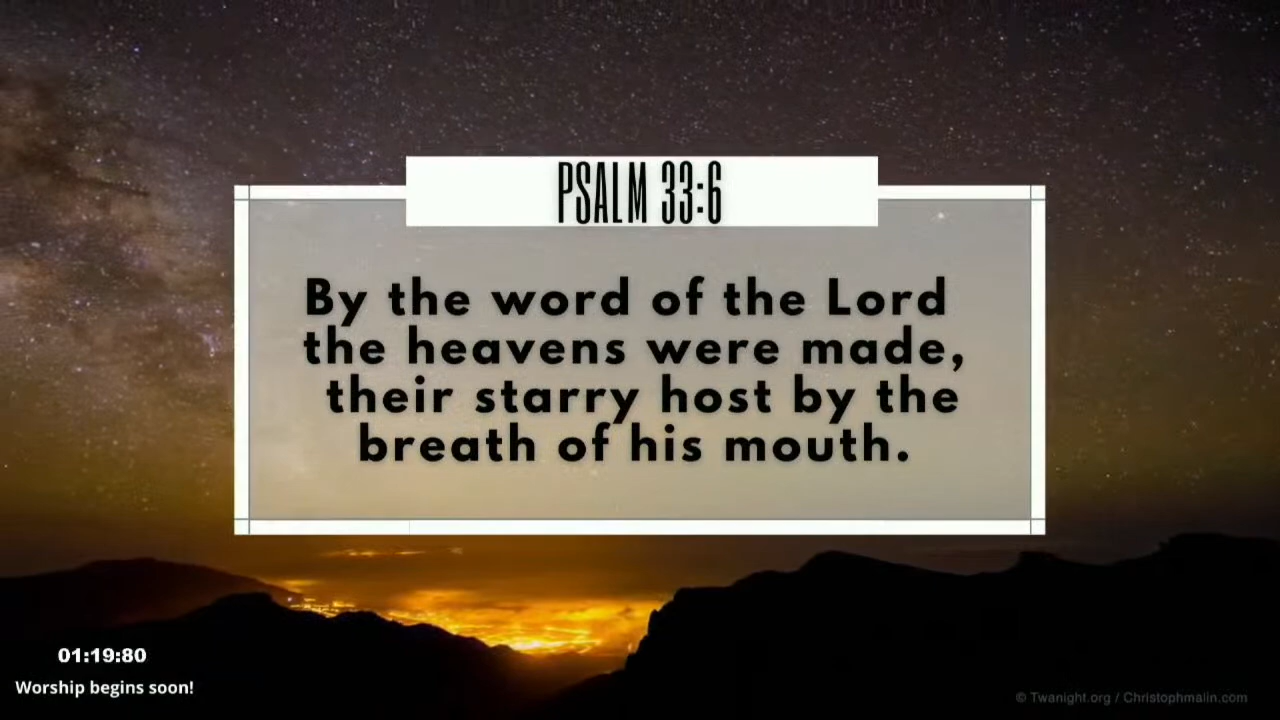 PSALM 33:6
By the word of the Lord
the heavens were made,
their starry host by the
breath of his mouth.
01:19:80
Worship begins soon!
© Twanight.org / Christophmalin.com